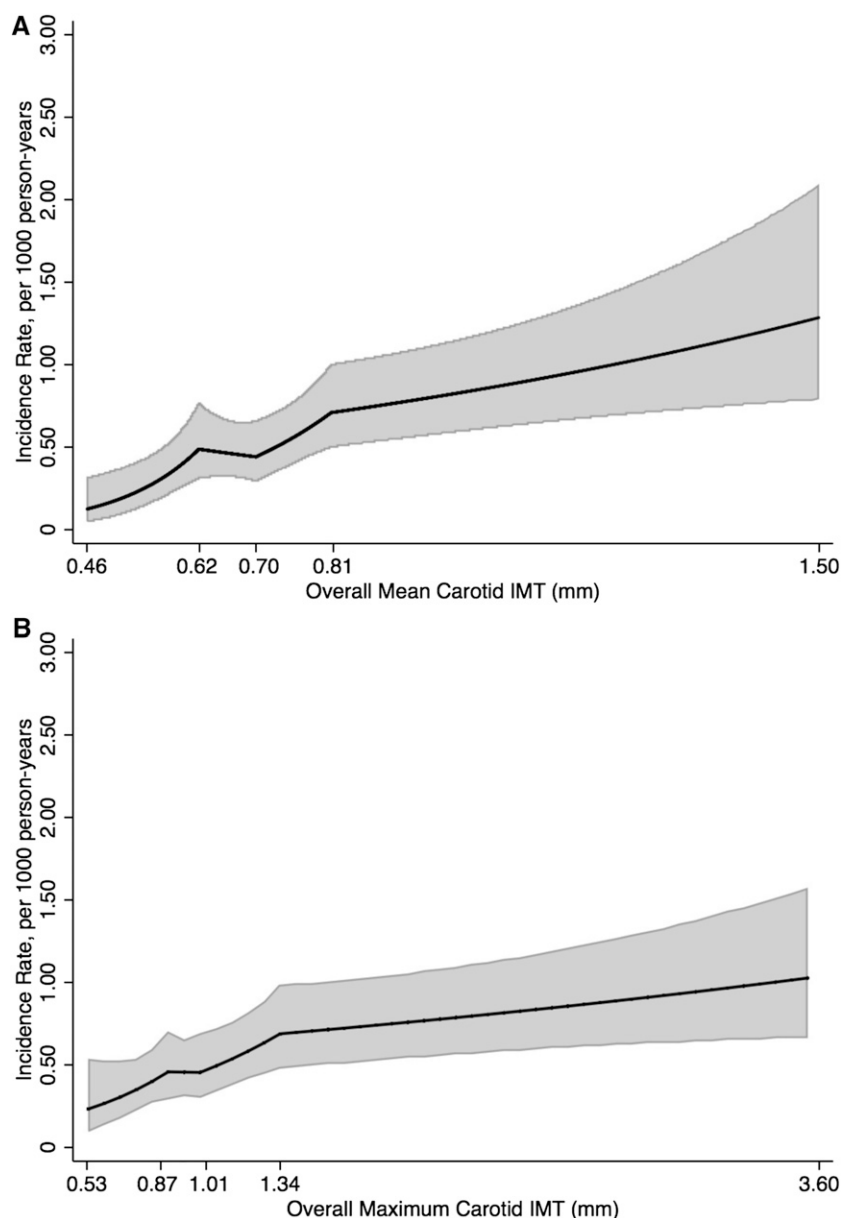 A
Incidence Rate, per 1000 person-years
3.00
2.50
2.00
1.50
1.00
0.50
0
0.46 0.62 0.70 0.81 1.50
Overall Mean Carotid IMT (mm)
B
Incidence Rate, per 1000 person-years
3.00
2.50
2.00
1.50
1.00
0.50
0
0.53 0.87 1.01 1.34 3.60
Overall Maximum Carotid IMT (mm)